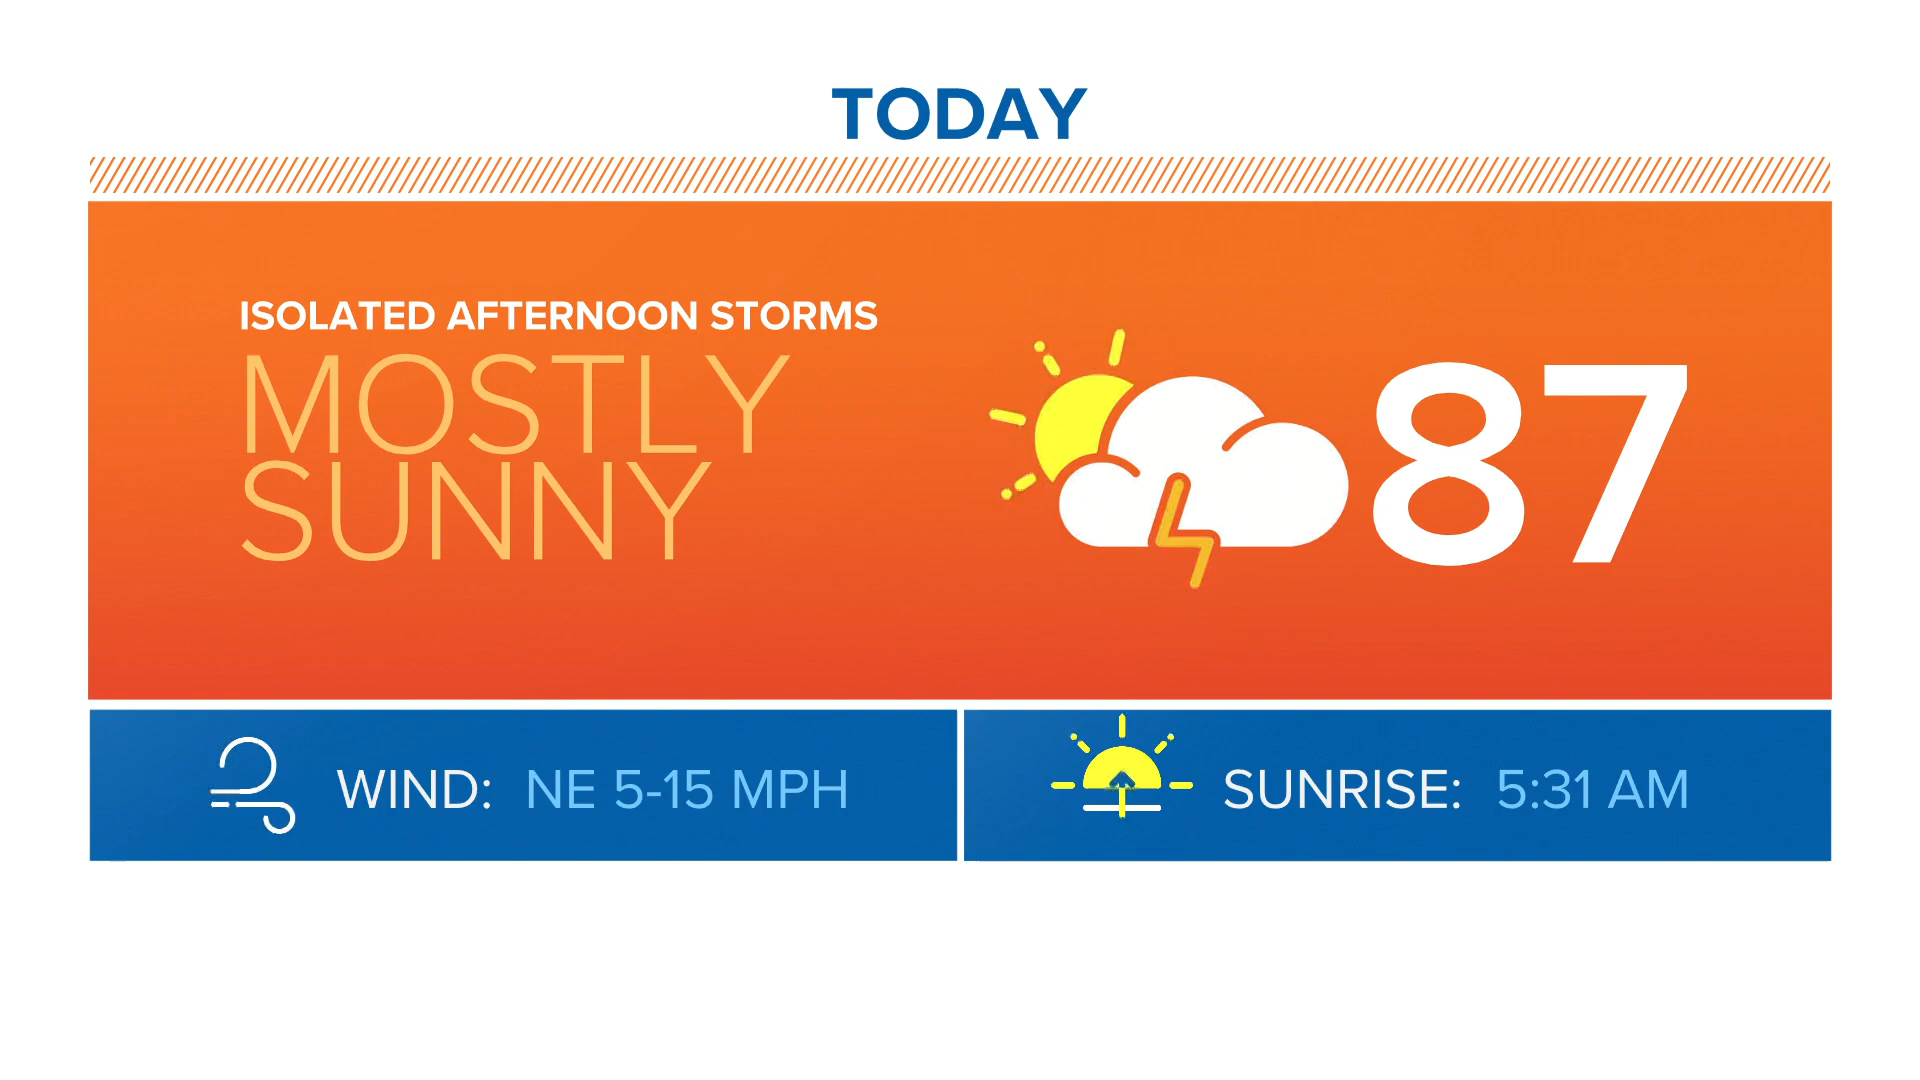 TODAY
ISOLATED AFTERNOON STORMS
MOSTLY
SUNNY
87
WIND: NE 5-15 MPH
SUNRISE: 5:31 AM